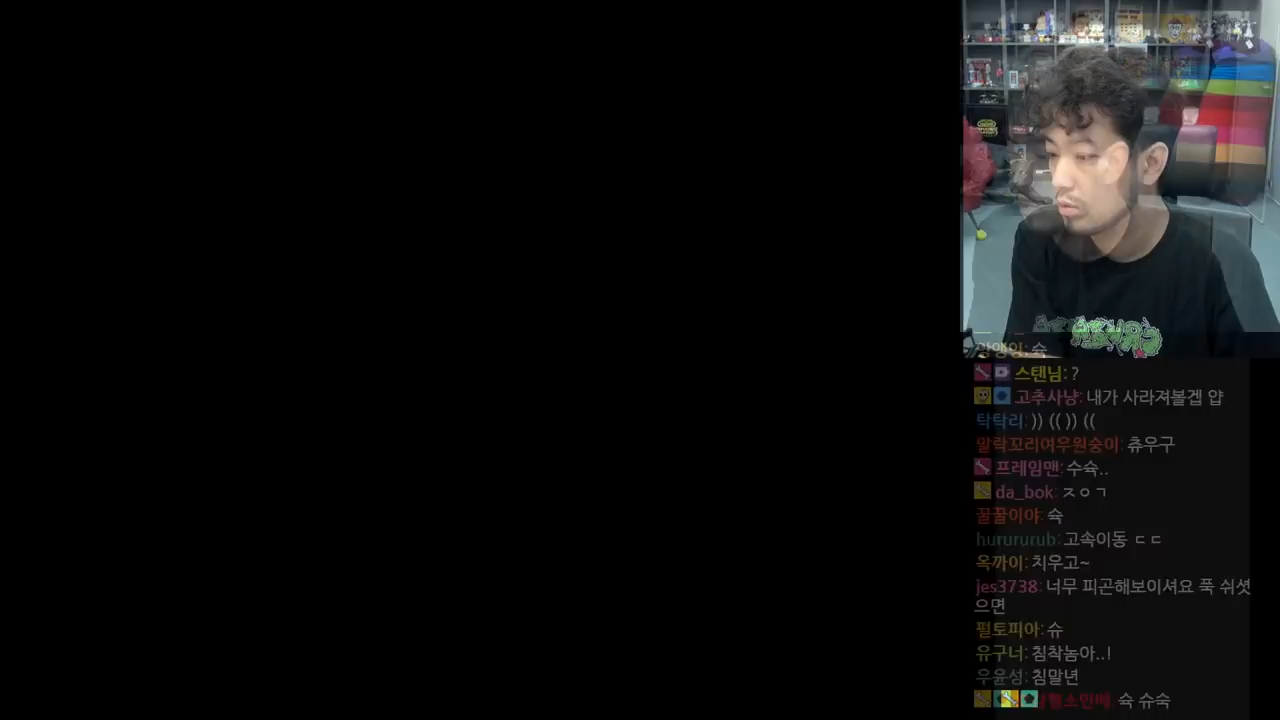 스텐님: ?
고추사냥: 내가 사라져볼겝 얍
탁탁리: )) (( )) ((
말락꼬리여우원숭이: 츄우구
프레임맨: 수슉..
da_bok: ㅈㅇㄱ
꿀꿀이야: 슉
hurururub: 고속이동 ㄷㄷ
옥까이: 치우고~
jes3738: 너무 피곤해보이셔요 푹 쉬셧
으면
펄토피아: 슈
유구너: 침착놈아..!
우윤성: 침말년
슉 슈숙